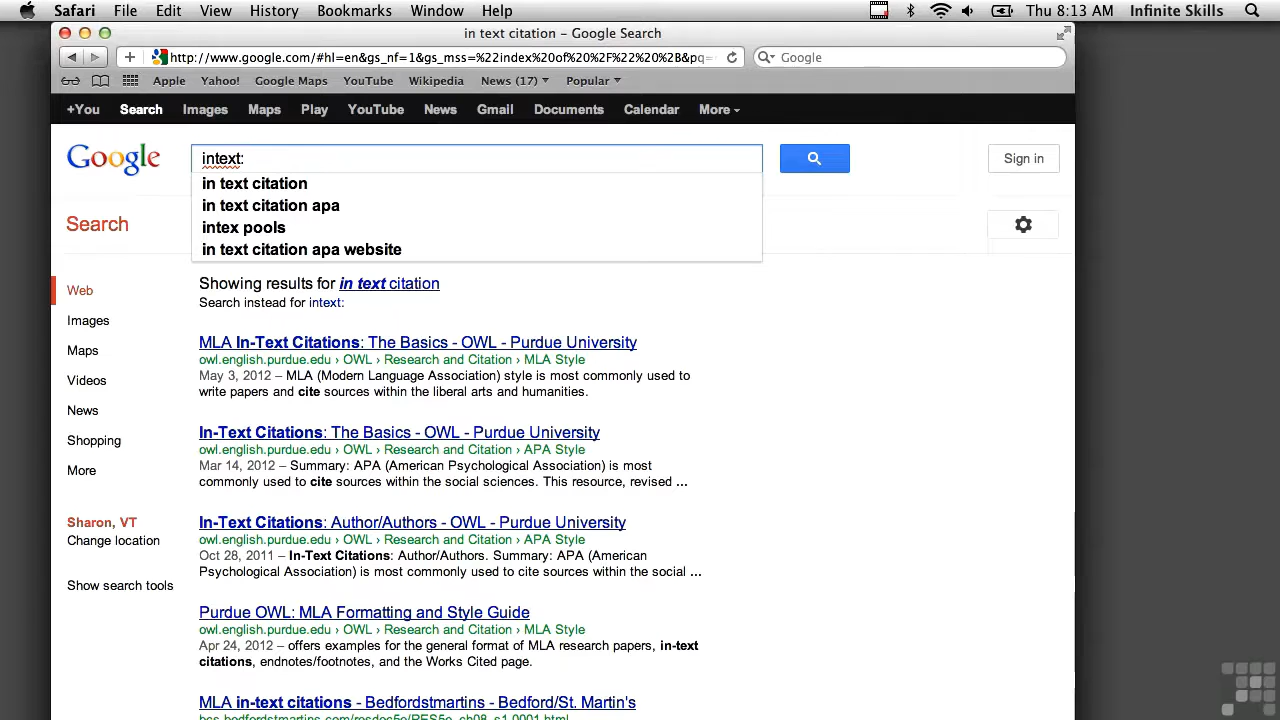 Safari File Edit View History Bookmarks Window Help Thu 8:13 AM Infinite Skills
in text citation – Google Search
http://www.google.com/#hl=en&gs_nf=1&gs_mss=%22index%20of%20%2F%22%20%2B&pq= Google
Apple Yahoo! Google Maps YouTube Wikipedia News (17) Popular
+You Search Images Maps Play YouTube News Gmail Documents Calendar More
Google intext: Sign in
in text citation
in text citation apa
Search intex pools
in text citation apa website
Showing results for in text citation
Search instead for intext:
Web
Images
Maps
Videos
News
Shopping
More
Sharon, VT
Change location
Show search tools
MLA In-Text Citations: The Basics - OWL - Purdue University
owl.english.purdue.edu › OWL › Research and Citation › MLA Style
May 3, 2012 – MLA (Modern Language Association) style is most commonly used to
write papers and cite sources within the liberal arts and humanities.
In-Text Citations: The Basics - OWL - Purdue University
owl.english.purdue.edu › OWL › Research and Citation › APA Style
Mar 14, 2012 – Summary: APA (American Psychological Association) is most
commonly used to cite sources within the social sciences. This resource, revised ...
In-Text Citations: Author/Authors - OWL - Purdue University
owl.english.purdue.edu › OWL › Research and Citation › APA Style
Oct 28, 2011 – In-Text Citations: Author/Authors. Summary: APA (American
Psychological Association) is most commonly used to cite sources within the social ...
Purdue OWL: MLA Formatting and Style Guide
owl.english.purdue.edu › OWL › Research and Citation › MLA Style
Apr 24, 2012 – offers examples for the general format of MLA research papers, in-text
citations, endnotes/footnotes, and the Works Cited page.
MLA in-text citations - Bedfordstmartins - Bedford/St. Martin's